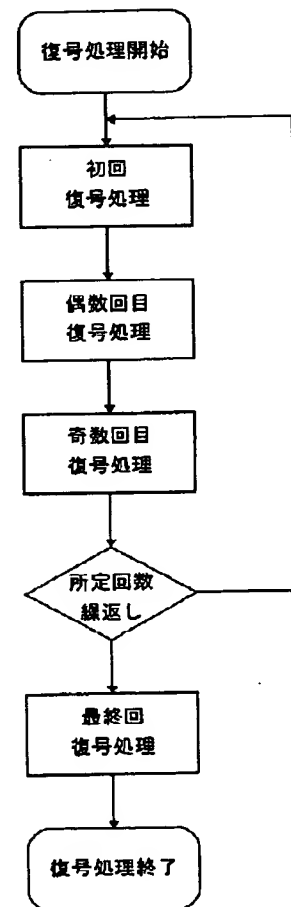 復号処理開始
初回
復号処理
偶数回目
復号処理
奇数回目
復号処理
所定回数
繰返し
最終回
復号処理
復号処理終了